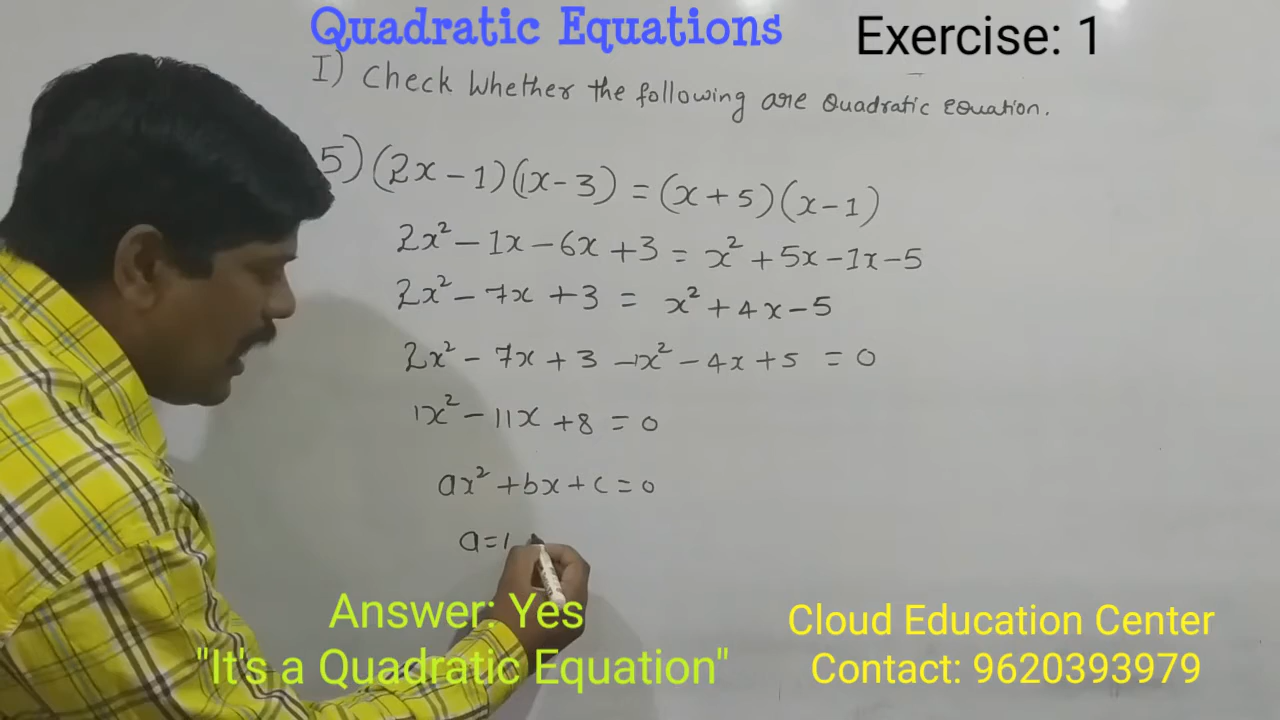 Quadratic Equations
Exercise: 1
I) Check Whether the following are Quadratic equation.
5) (2x - 1)(1x - 3) = (x + 5)(x - 1)
2x² - 1x - 6x + 3 = x² + 5x - 1x - 5
2x² - 7x + 3 = x² + 4x - 5
2x² - 7x + 3 - 1x² - 4x + 5 = 0
1x² - 11x + 8 = 0
ax² + bx + c = 0
a = 1
Answer: Yes
"It's a Quadratic Equation"
Cloud Education Center
Contact: 9620393979